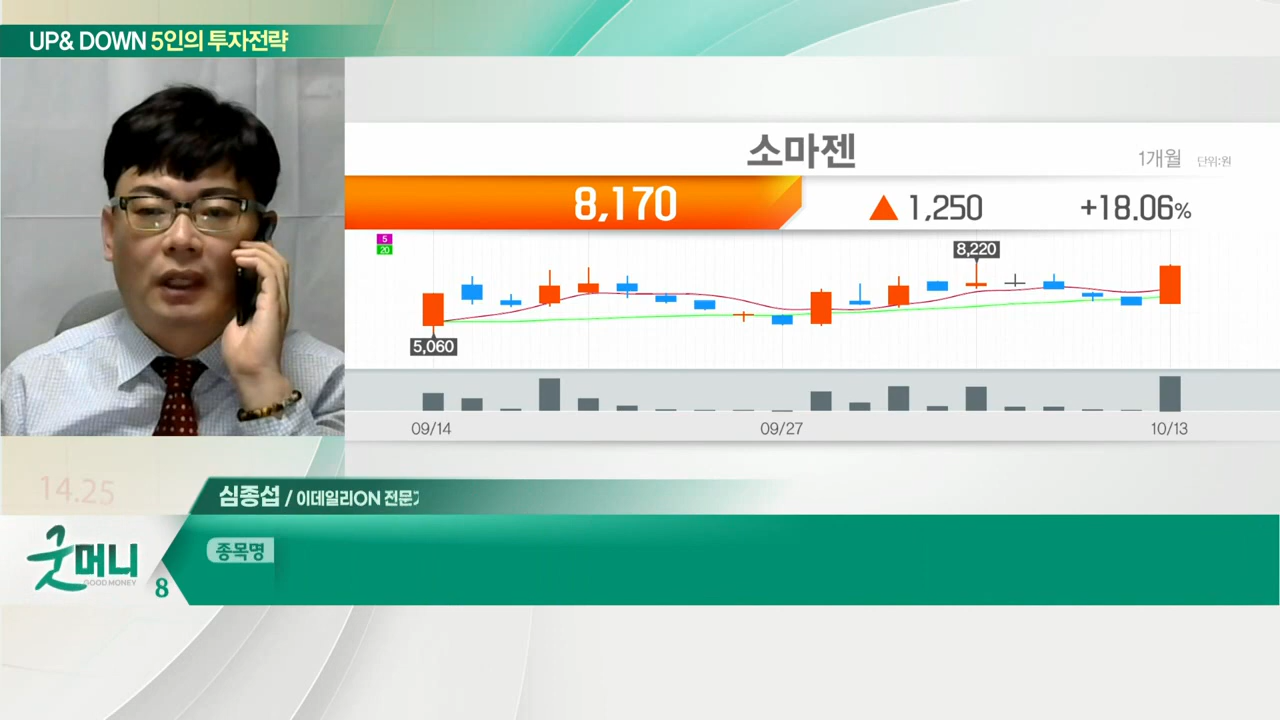 UP& DOWN 5인의 투자전략
소마젠
1개월 단위:원
8,170 ▲ 1,250 +18.06%
5
20
8,220
5,060
09/14 09/27 10/13
14.25
심종섭 / 이데일리ON
굿머니
GOOD MONEY
8
종목명